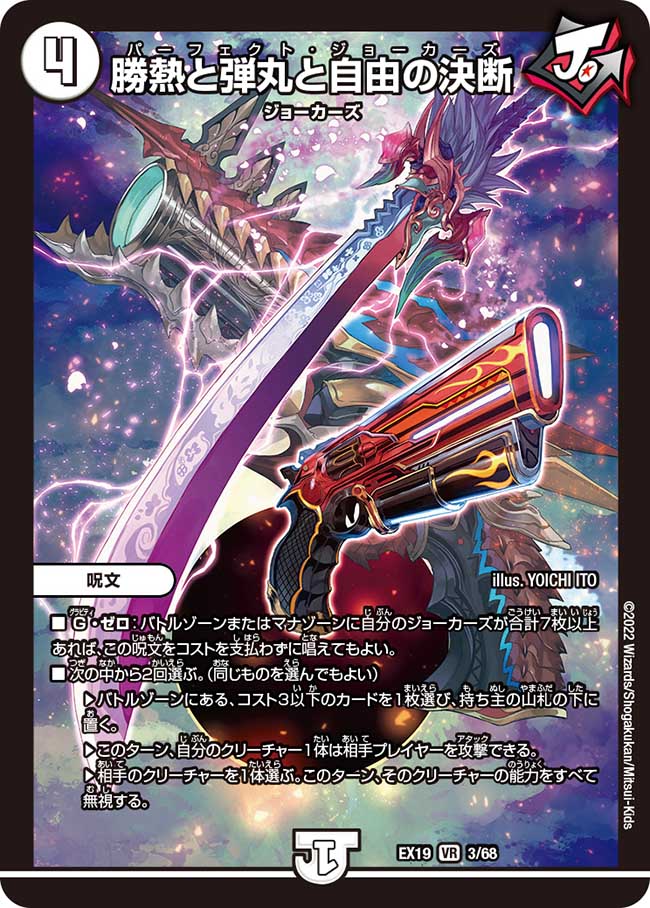 4
パーフェクト・ジョーカーズ
勝熱と弾丸と自由の決断
ジョーカーズ
J
呪文
illus. YOICHI ITO
■G・ゼロ：バトルゾーンまたはマナゾーンに自分のジョーカーズが合計7枚以上
あれば、この呪文をコストを支払わずに唱えてもよい。
■次の中から2回選ぶ。(同じものを選んでもよい)
▶バトルゾーンにある、コスト3以下のカードを1枚選び、持ち主の山札の下に
置く。
▶このターン、自分のクリーチャー1体は相手プレイヤーを攻撃できる。
▶相手のクリーチャーを1体選ぶ。このターン、そのクリーチャーの能力をすべて
無視する。
©2022 Wizards/Shogakukan/Mitsui-Kids
EX19 VR 3/68